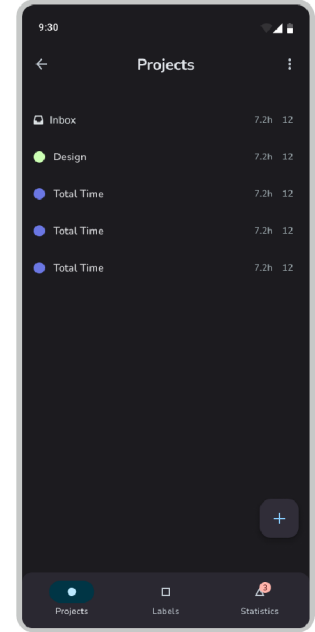 9:30
Projects
Inbox 7.2h 12
Design 7.2h 12
Total Time 7.2h 12
Total Time 7.2h 12
Total Time 7.2h 12
3
Projects Labels Statistics